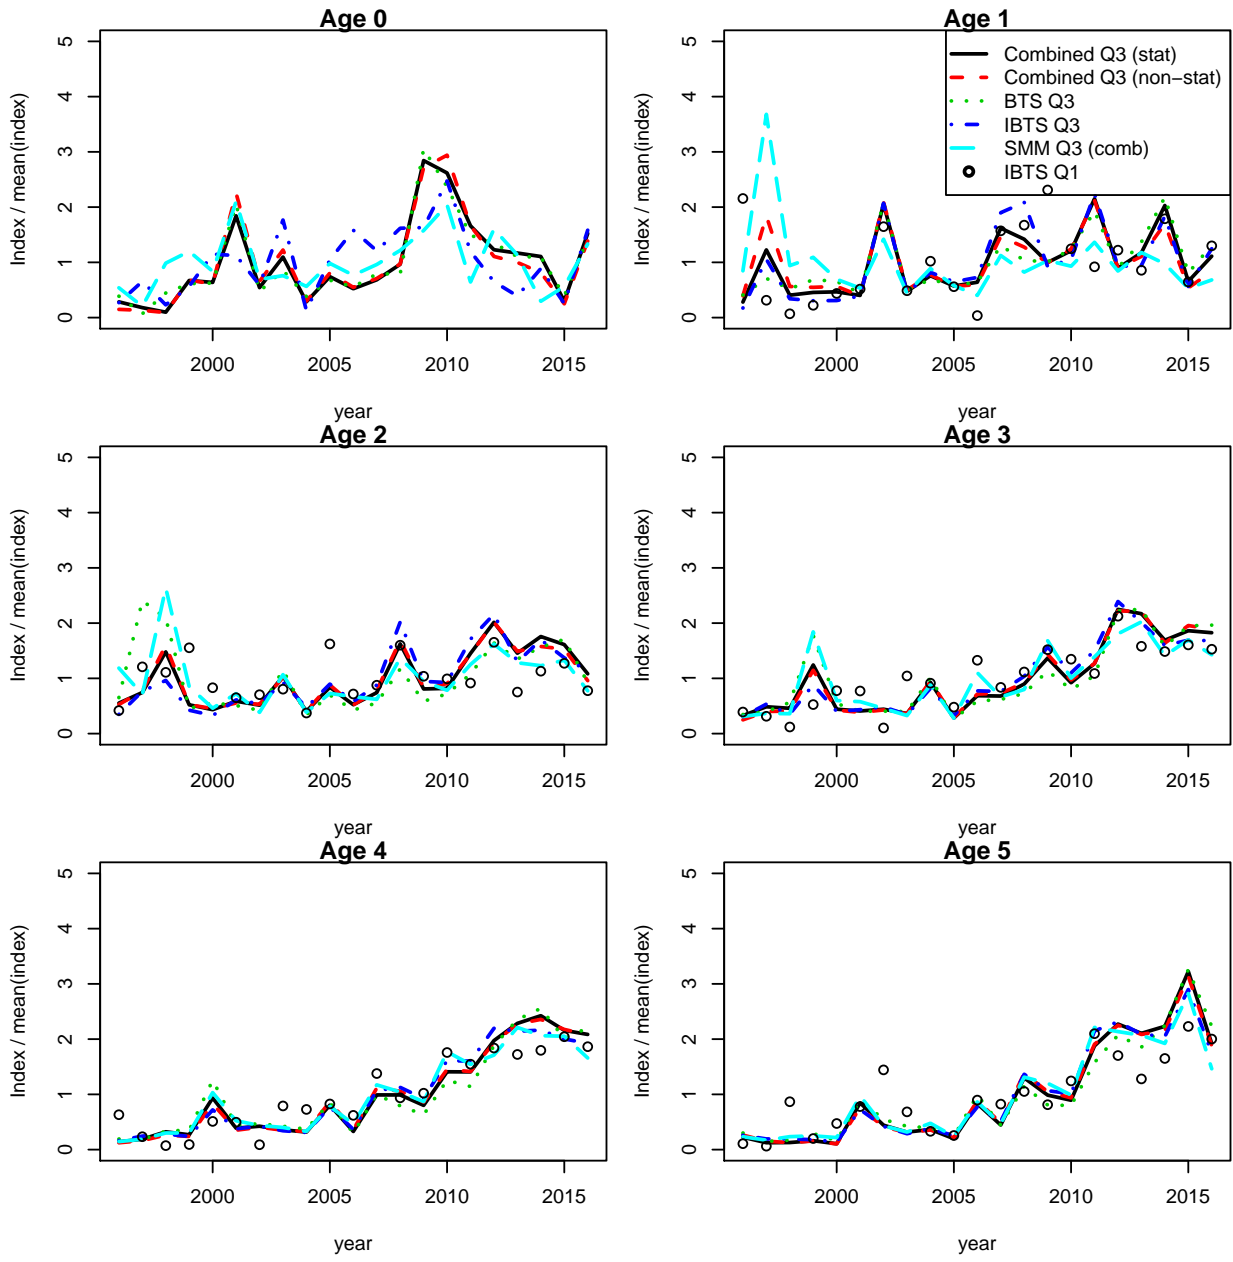 Age 0
Index / mean(index)
5
4
3
2
1
0
2000 2005 2010 2015
year
Age 1
Index / mean(index)
5
4
3
2
1
0
Combined Q3 (stat)
Combined Q3 (non−stat)
BTS Q3
IBTS Q3
SMM Q3 (comb)
IBTS Q1
2000 2005 2010 2015
year
Age 2
Index / mean(index)
5
4
3
2
1
0
2000 2005 2010 2015
year
Age 3
Index / mean(index)
5
4
3
2
1
0
2000 2005 2010 2015
year
Age 4
Index / mean(index)
5
4
3
2
1
0
2000 2005 2010 2015
year
Age 5
Index / mean(index)
5
4
3
2
1
0
2000 2005 2010 2015
year